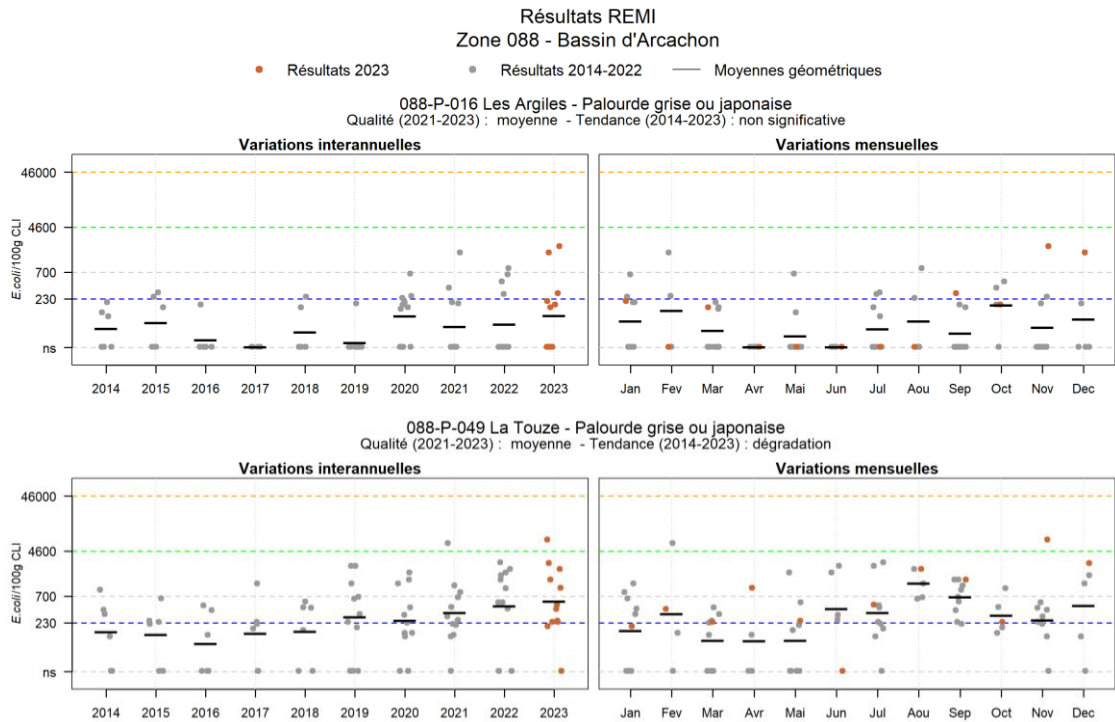 Résultats REMI
Zone 088 - Bassin d'Arcachon
Résultats 2023 Résultats 2014-2022 Moyennes géométriques
088-P-016 Les Argiles - Palourde grise ou japonaise
Qualité (2021-2023) : moyenne - Tendance (2014-2023) : non significative
Variations interannuelles Variations mensuelles
E.coli/100g CLI
46000
4600
700
230
ns
2014 2015 2016 2017 2018 2019 2020 2021 2022 2023 Jan Fev Mar Avr Mai Jun Jul Aou Sep Oct Nov Dec
088-P-049 La Touze - Palourde grise ou japonaise
Qualité (2021-2023) : moyenne - Tendance (2014-2023) : dégradation
Variations interannuelles Variations mensuelles
E.coli/100g CLI
46000
4600
700
230
ns
2014 2015 2016 2017 2018 2019 2020 2021 2022 2023 Jan Fev Mar Avr Mai Jun Jul Aou Sep Oct Nov Dec